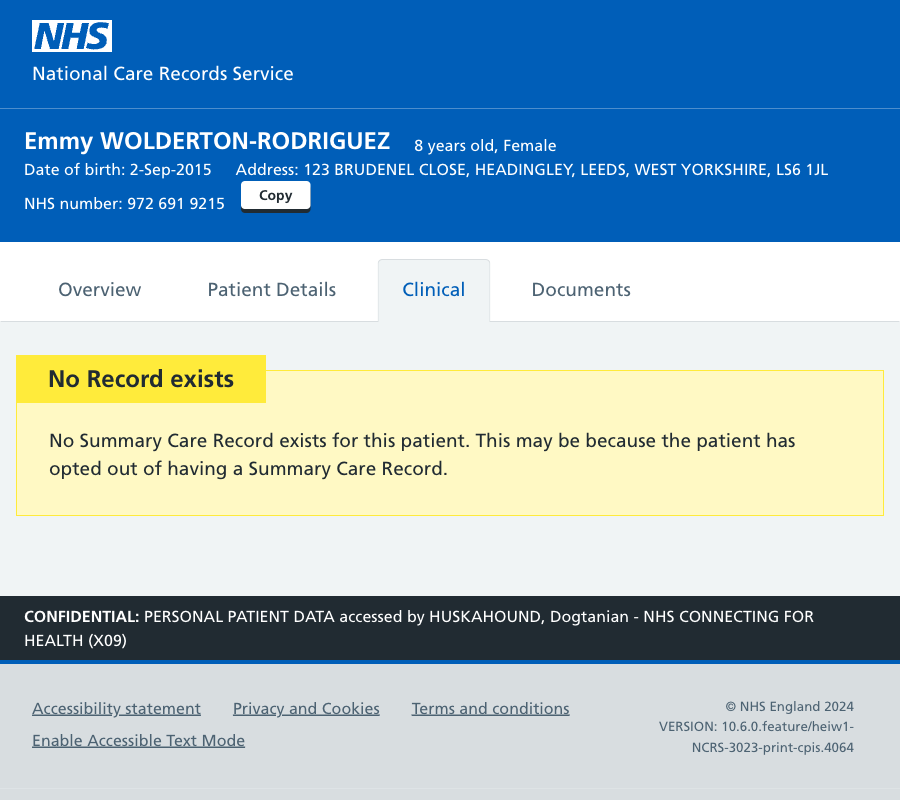 NHS
National Care Records Service
Emmy WOLDERTON-RODRIGUEZ 8 years old, Female
Date of birth: 2-Sep-2015 Address: 123 BRUDENEL CLOSE, HEADINGLEY, LEEDS, WEST YORKSHIRE, LS6 1JL
NHS number: 972 691 9215 Copy
Overview Patient Details Clinical Documents
No Record exists
No Summary Care Record exists for this patient. This may be because the patient has
opted out of having a Summary Care Record.
CONFIDENTIAL: PERSONAL PATIENT DATA accessed by HUSKAHOUND, Dogtanian - NHS CONNECTING FOR
HEALTH (X09)
Accessibility statement Privacy and Cookies Terms and conditions
Enable Accessible Text Mode
© NHS England 2024
VERSION: 10.6.0.feature/heiw1-
NCRS-3023-print-cpis.4064